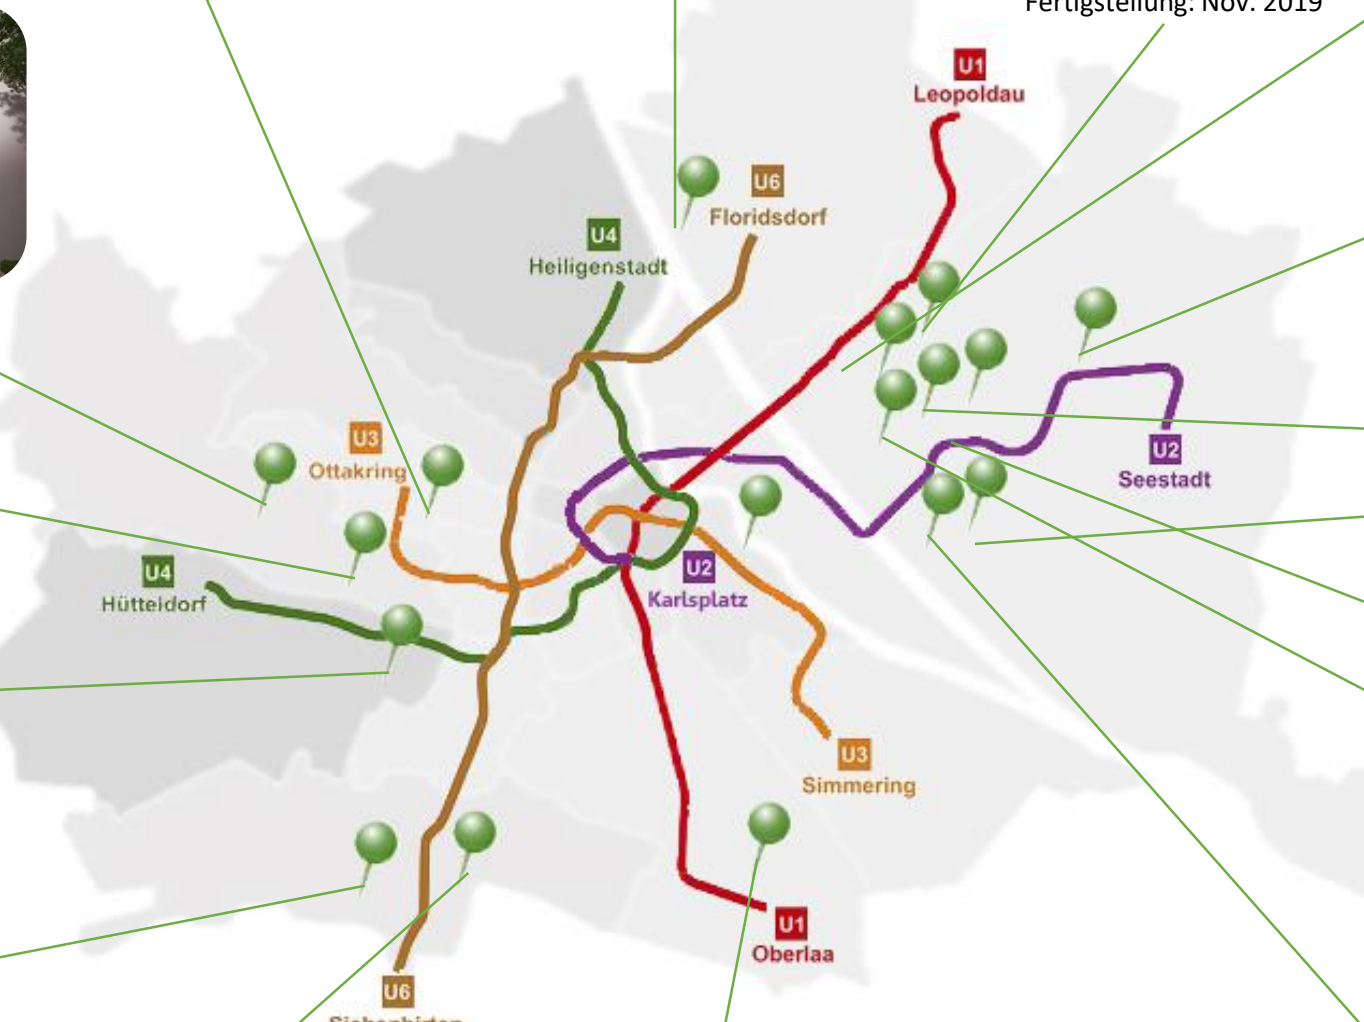 Fertigstellung: Nov. 2019
U1
Leopoldau
U6
Floridsdorf
U4
Heiligenstadt
U3
Ottakring
U2
Seestadt
U4
Hütteldorf
U2
Karlsplatz
U3
Simmering
U1
Oberlaa
U6